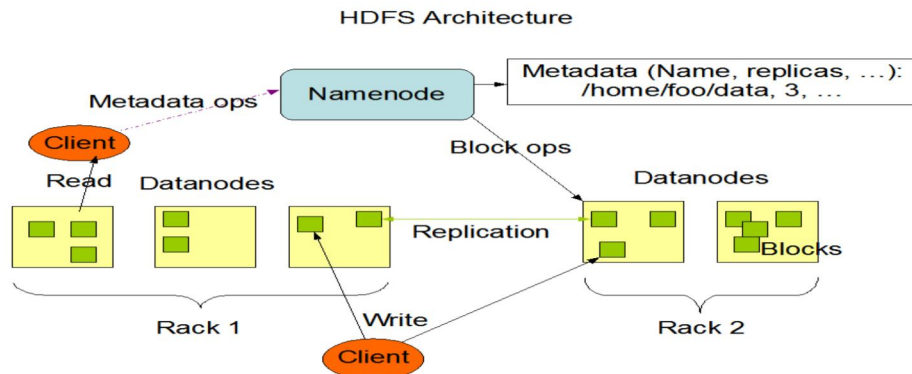 HDFS Architecture
Metadata (Name, replicas, ...):
/home/foo/data, 3, ...
Namenode
Metadata ops
Client
Block ops
Read
Datanodes
Datanodes
Replication
Blocks
Rack 1
Write
Rack 2
Client